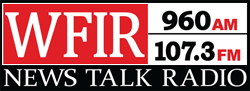 WFIR
960 AM
107.3 FM
NEWS TALK RADIO